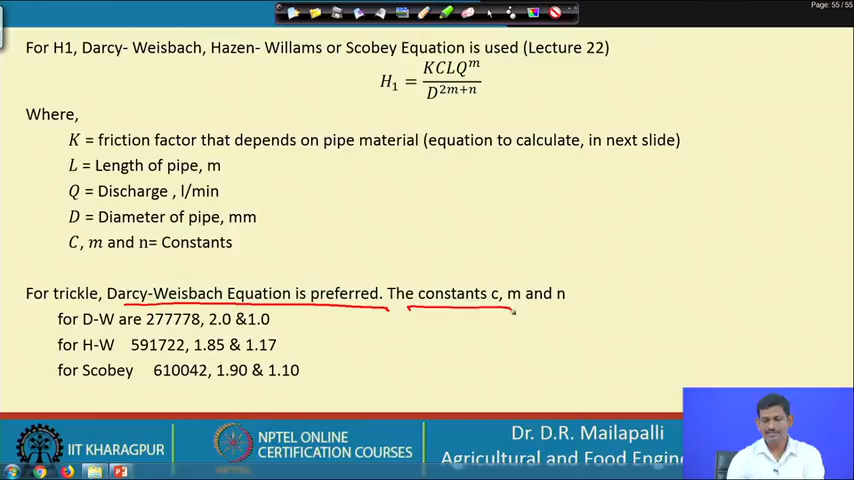 Page: 55 / 55
For H1, Darcy- Weisbach, Hazen- Willams or Scobey Equation is used (Lecture 22)
H₁ = KCLQ^m / D^(2m+n)
Where,
K = friction factor that depends on pipe material (equation to calculate, in next slide)
L = Length of pipe, m
Q = Discharge , l/min
D = Diameter of pipe, mm
C, m and n= Constants
For trickle, Darcy-Weisbach Equation is preferred. The constants c, m and n
for D-W are 277778, 2.0 &1.0
for H-W 591722, 1.85 & 1.17
for Scobey 610042, 1.90 & 1.10
IIT KHARAGPUR
NPTEL ONLINE
CERTIFICATION COURSES
Dr. D.R. Mailapalli
Agricultural and Food Engine